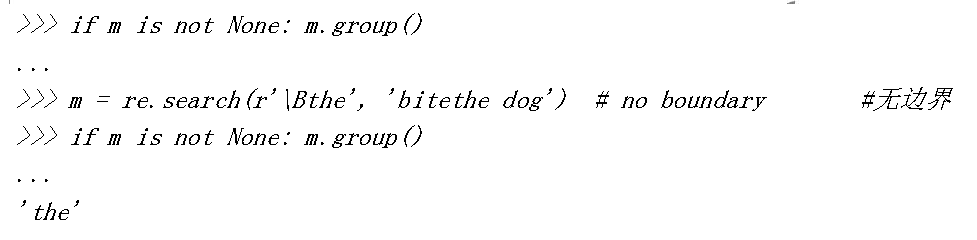 >>> if m is not None: m.group()
...
>>> m = re.search(r'\Bthe', 'bitethe dog')  # no boundary        #无边界
>>> if m is not None: m.group()
...
'the'